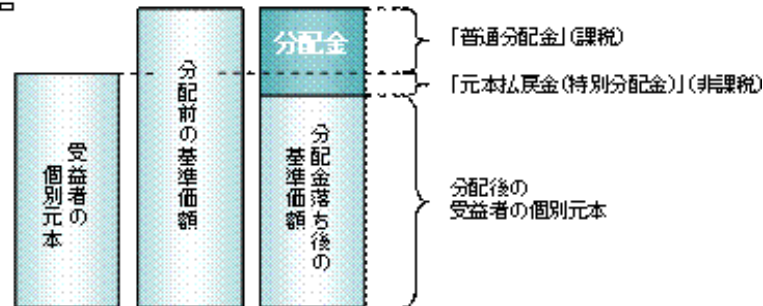 受益者の
個別元本
分配前の基準価額
分配金
分配金落ち後の
基準価額
「普通分配金」(課税)
「元本払戻金(特別分配金)」(非課税)
分配後の
受益者の個別元本